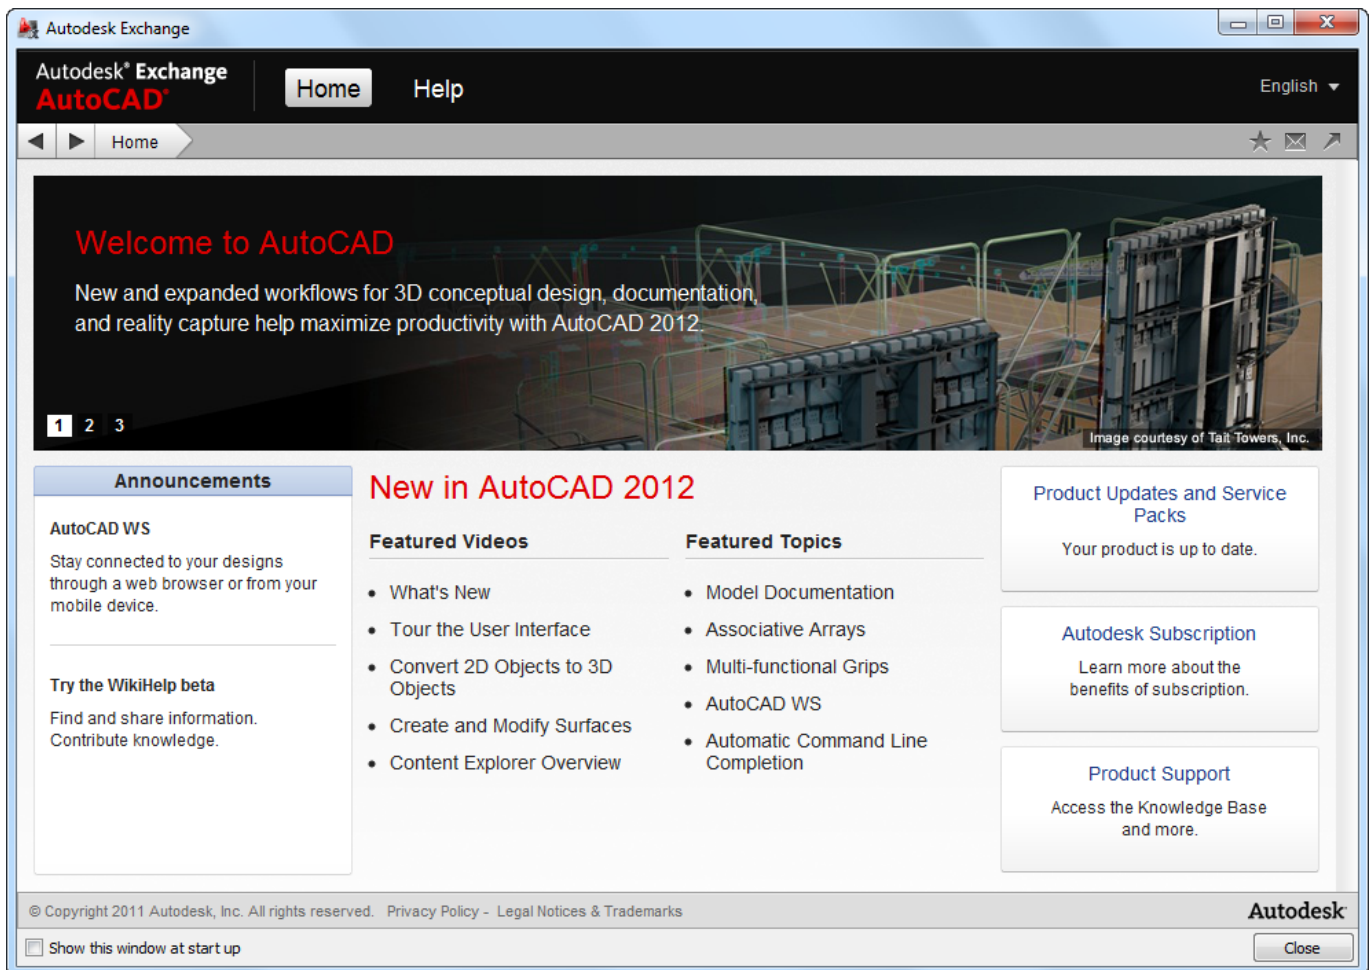 Autodesk Exchange
Autodesk® Exchange
AutoCAD®
Home
Help
English
Home
Welcome to AutoCAD
New and expanded workflows for 3D conceptual design, documentation,
and reality capture help maximize productivity with AutoCAD 2012.
1 2 3
Image courtesy of Tait Towers, Inc.
Announcements
AutoCAD WS
Stay connected to your designs
through a web browser or from your
mobile device.
Try the WikiHelp beta
Find and share information.
Contribute knowledge.
New in AutoCAD 2012
Featured Videos
What's New
Tour the User Interface
Convert 2D Objects to 3D
Objects
Create and Modify Surfaces
Content Explorer Overview
Featured Topics
Model Documentation
Associative Arrays
Multi-functional Grips
AutoCAD WS
Automatic Command Line
Completion
Product Updates and Service
Packs
Your product is up to date.
Autodesk Subscription
Learn more about the
benefits of subscription.
Product Support
Access the Knowledge Base
and more.
© Copyright 2011 Autodesk, Inc. All rights reserved. Privacy Policy - Legal Notices & Trademarks
Autodesk
Show this window at start up
Close